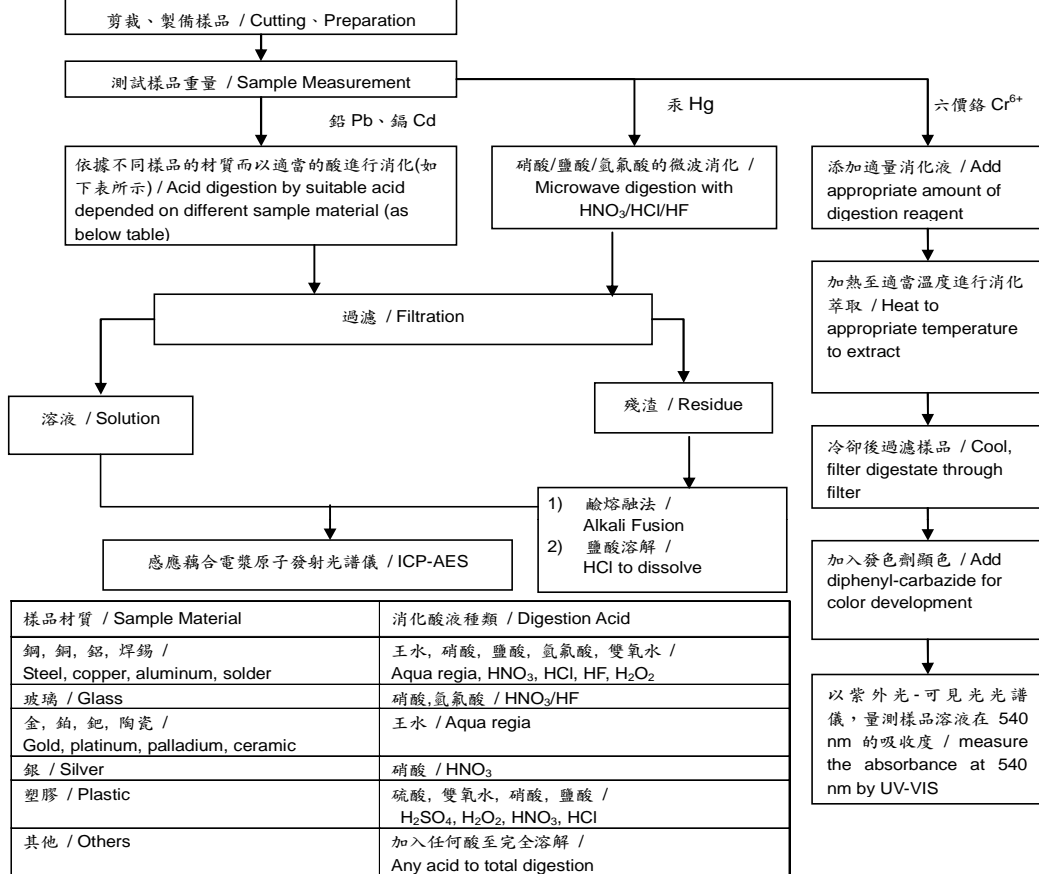 剪裁、製備樣品 / Cutting、Preparation
測試樣品重量 / Sample Measurement
鉛 Pb、鎘 Cd
汞 Hg
六價鉻 Cr⁶⁺
依據不同樣品的材質而以適當的酸進行消化(如
下表所示) / Acid digestion by suitable acid
depended on different sample material (as
below table)
硝酸/鹽酸/氫氟酸的微波消化 /
Microwave digestion with
HNO₃/HCl/HF
添加適量消化液 / Add
appropriate amount of
digestion reagent
過濾 / Filtration
加熱至適當溫度進行消化
萃取 / Heat to
appropriate temperature
to extract
溶液 / Solution
殘渣 / Residue
冷卻後過濾樣品 / Cool,
filter digestate through
filter
1) 鹼熔融法 /
Alkali Fusion
2) 鹽酸溶解 /
HCl to dissolve
感應藕合電漿原子發射光譜儀 / ICP-AES
加入發色劑顯色 / Add
diphenyl-carbazide for
color development
以紫外光-可見光光譜
儀，量測樣品溶液在 540
nm 的吸收度 / measure
the absorbance at 540
nm by UV-VIS
樣品材質 / Sample Material
消化酸液種類 / Digestion Acid
鋼, 銅, 鋁, 焊錫 /
Steel, copper, aluminum, solder
王水, 硝酸, 鹽酸, 氫氟酸, 雙氧水 /
Aqua regia, HNO₃, HCl, HF, H₂O₂
玻璃 / Glass
硝酸,氫氟酸 / HNO₃/HF
金, 鉑, 鈀, 陶瓷 /
Gold, platinum, palladium, ceramic
王水 / Aqua regia
銀 / Silver
硝酸 / HNO₃
塑膠 / Plastic
硫酸, 雙氧水, 硝酸, 鹽酸 /
H₂SO₄, H₂O₂, HNO₃, HCl
其他 / Others
加入任何酸至完全溶解 /
Any acid to total digestion